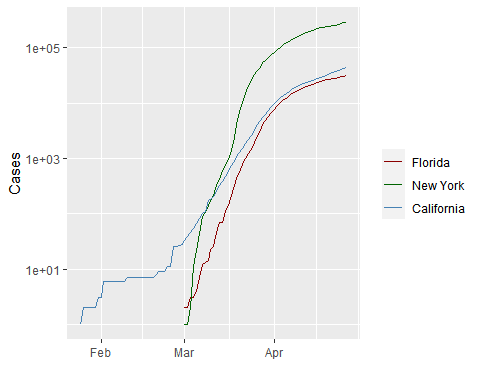 1e+05
1e+03
1e+01
Cases
Feb
Mar
Apr
Florida
New York
California